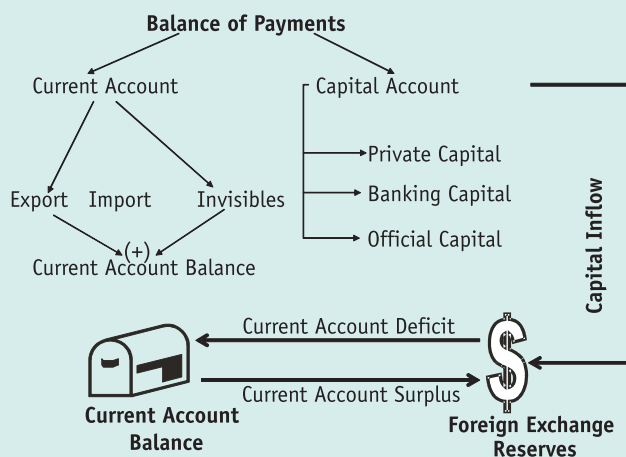 Balance of Payments
Current Account
Capital Account
Private Capital
Export Import Invisibles
Banking Capital
(+)
Official Capital
Current Account Balance
Capital Inflow
Current Account Deficit
$
Current Account Surplus
Current Account
Balance
Foreign Exchange
Reserves